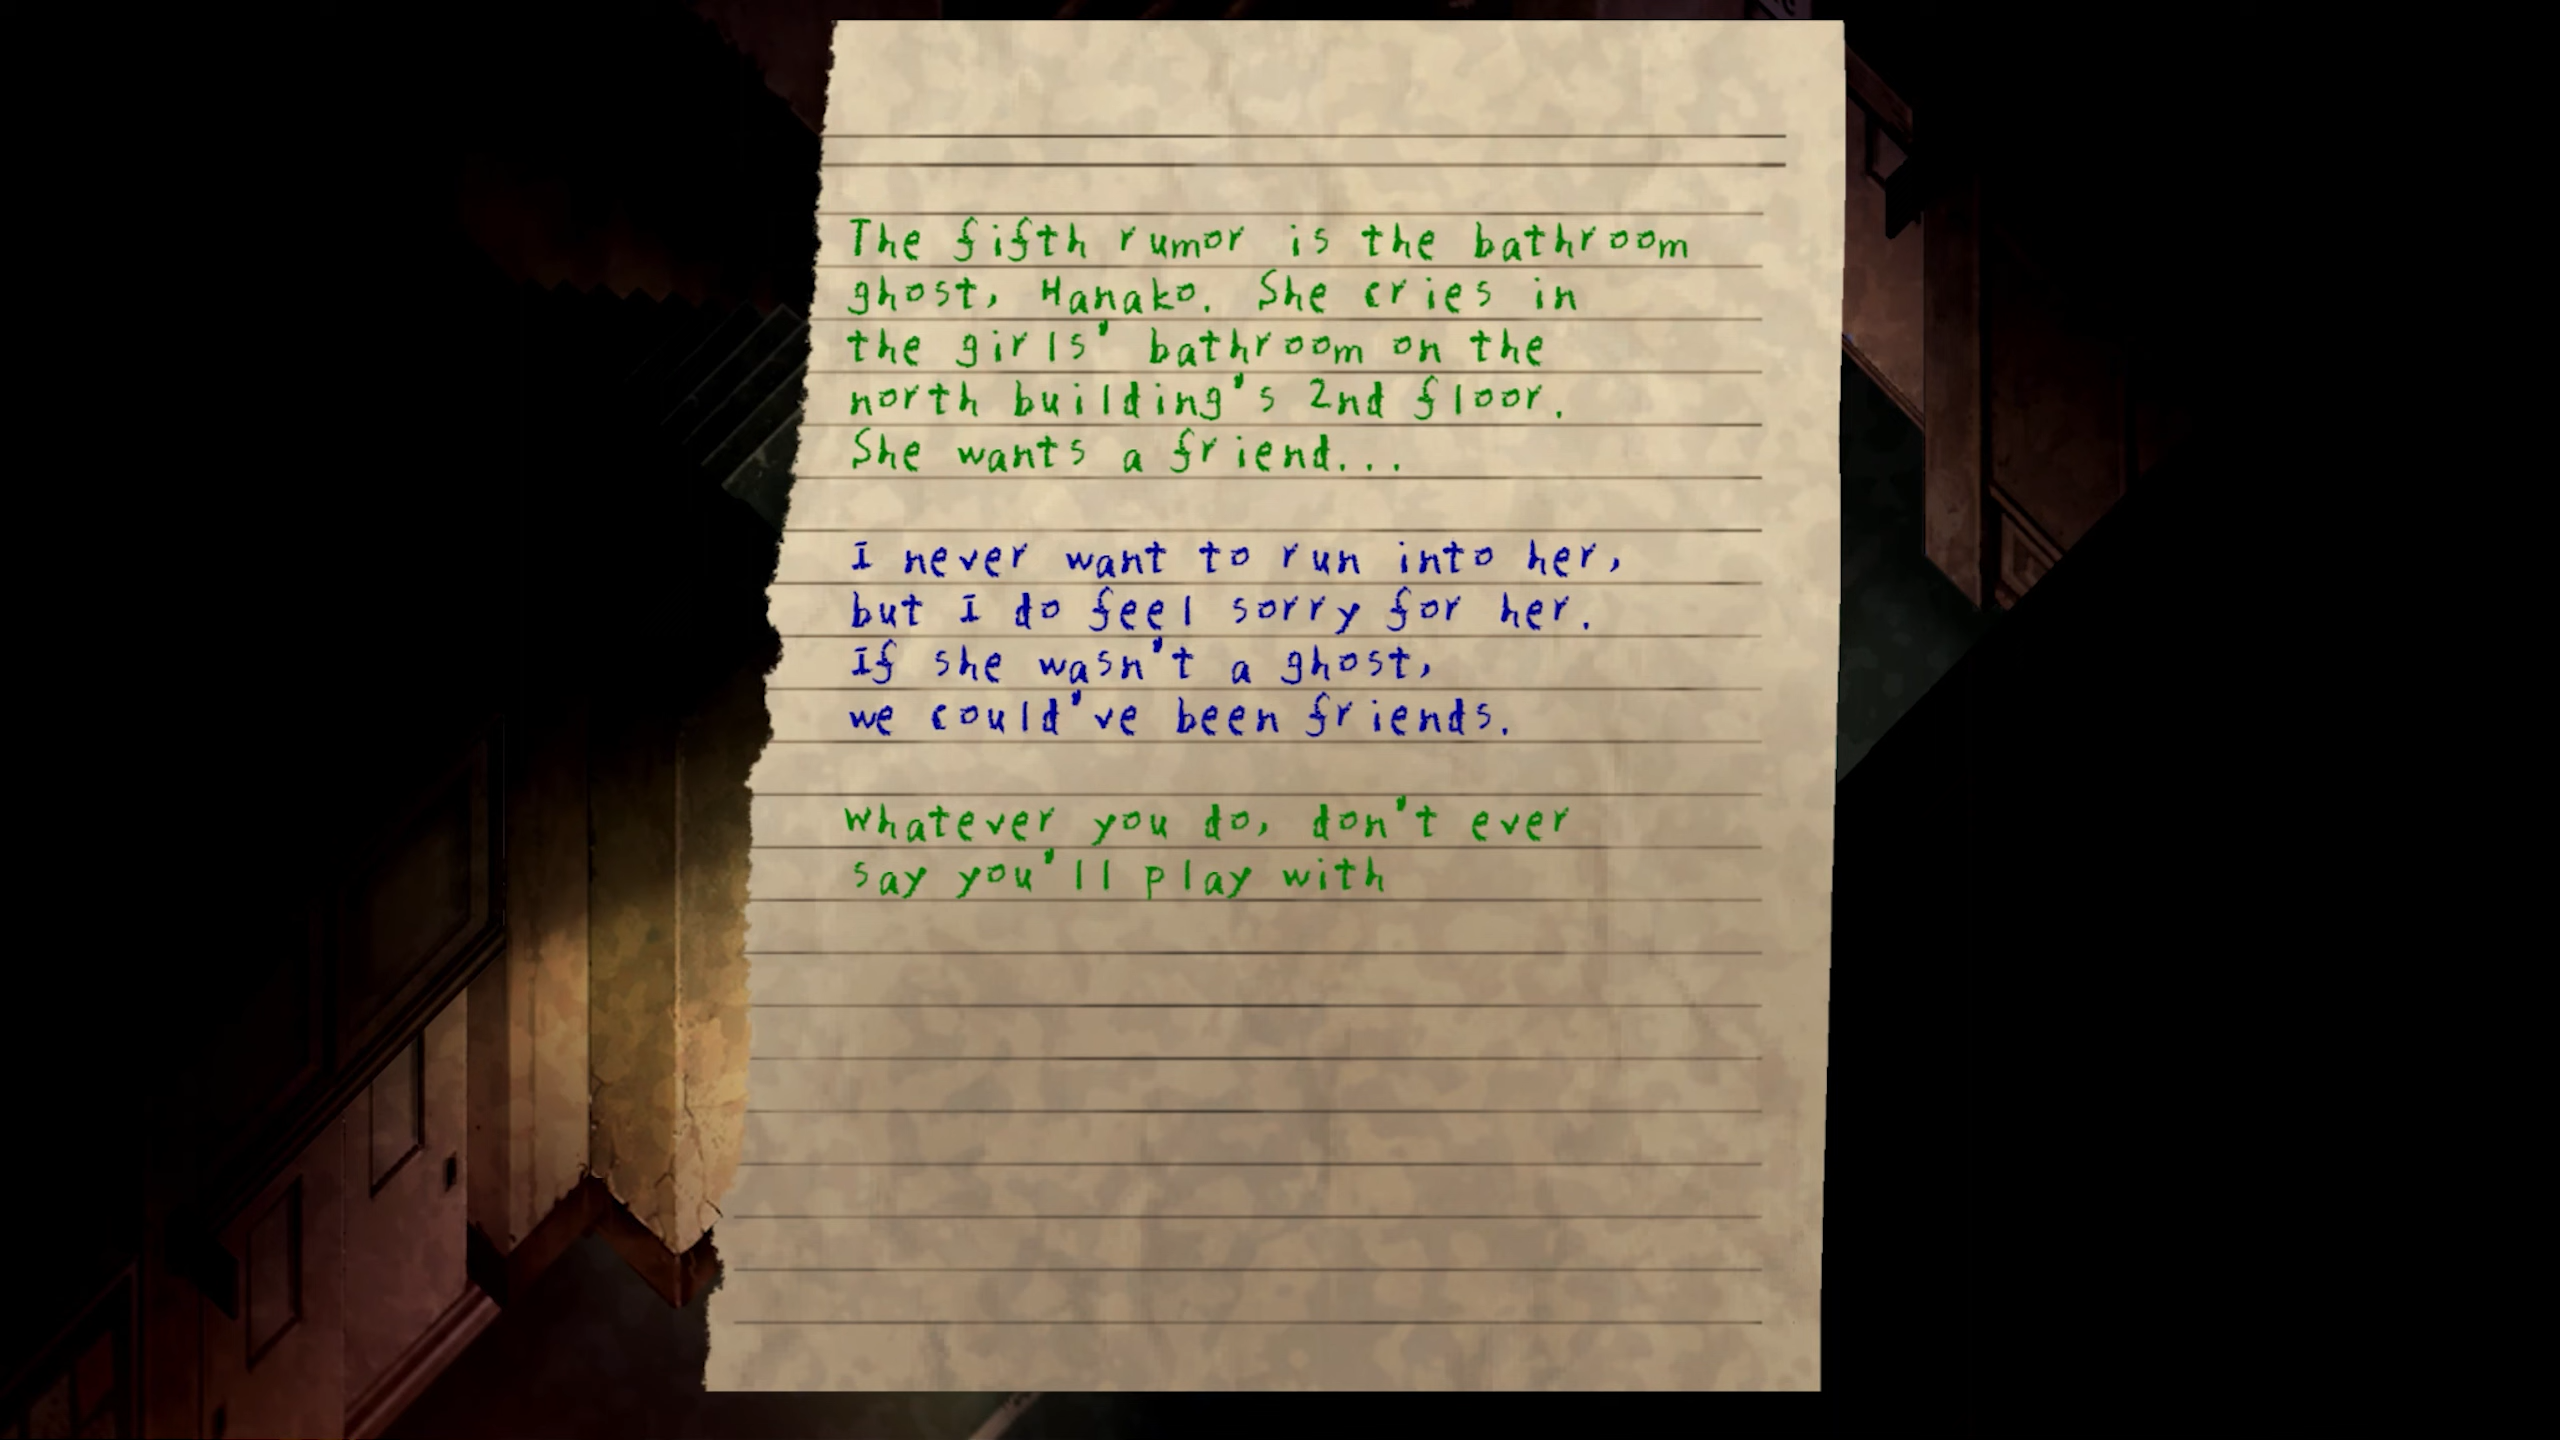 The fifth rumor is the bathroom
ghost, Hanako. She cries in
the girls' bathroom on the
north building's 2nd floor.
She wants a friend...
I never want to run into her,
but I do feel sorry for her.
If she wasn't a ghost,
we could've been friends.
Whatever you do, don't ever
say you'll play with